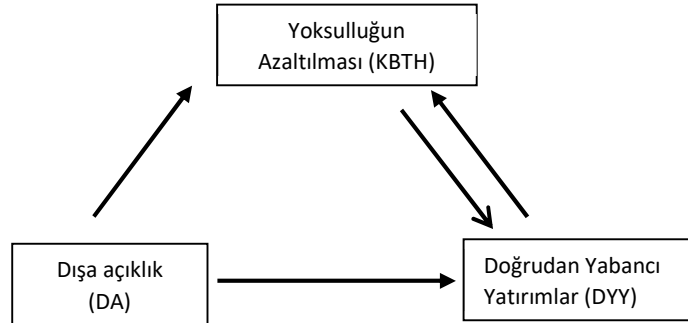 Yoksulluğun
Azaltılması (KBTH)
Dışa açıklık
(DA)
Doğrudan Yabancı
Yatırımlar (DYY)